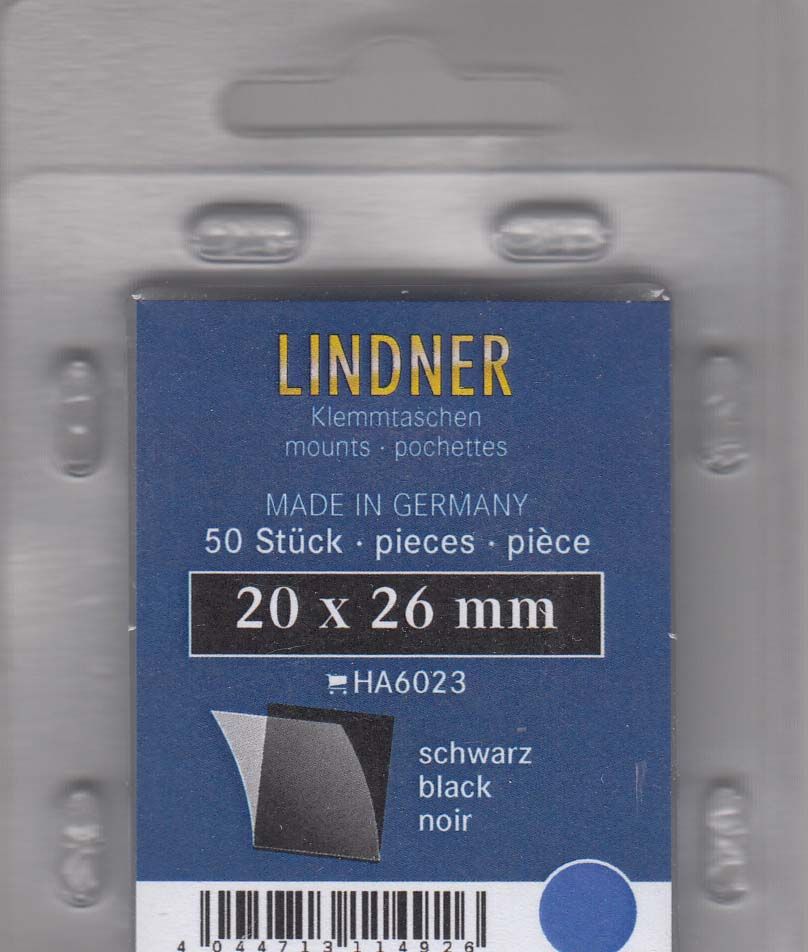 LINDNER
Klemmtaschen
mounts · pochettes
MADE IN GERMANY
50 Stück · pieces · pièce
20 x 26 mm
HA6023
schwarz
black
noir
4 044713 114926